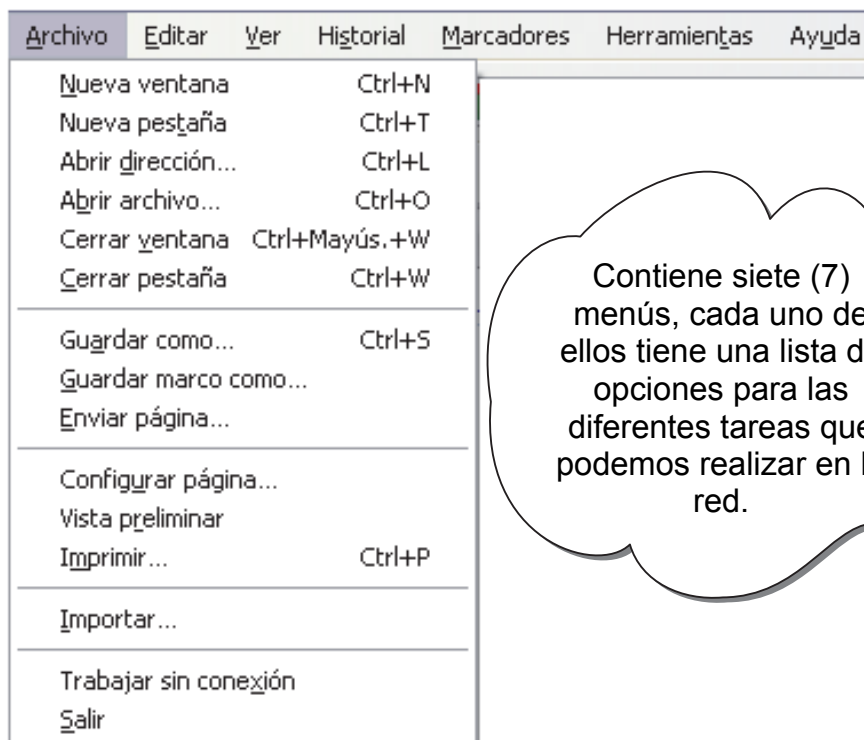 Archivo Editar Ver Historial Marcadores Herramientas Ayuda
Nueva ventana Ctrl+N
Nueva pestaña Ctrl+T
Abrir dirección... Ctrl+L
Abrir archivo... Ctrl+O
Cerrar ventana Ctrl+Mayús.+W
Cerrar pestaña Ctrl+W
Guardar como... Ctrl+S
Guardar marco como...
Enviar página...
Configurar página...
Vista preliminar
Imprimir... Ctrl+P
Importar...
Trabajar sin conexión
Salir
Contiene siete (7)
menús, cada uno de
ellos tiene una lista
opciones para las
diferentes tareas que
podemos realizar en
red.